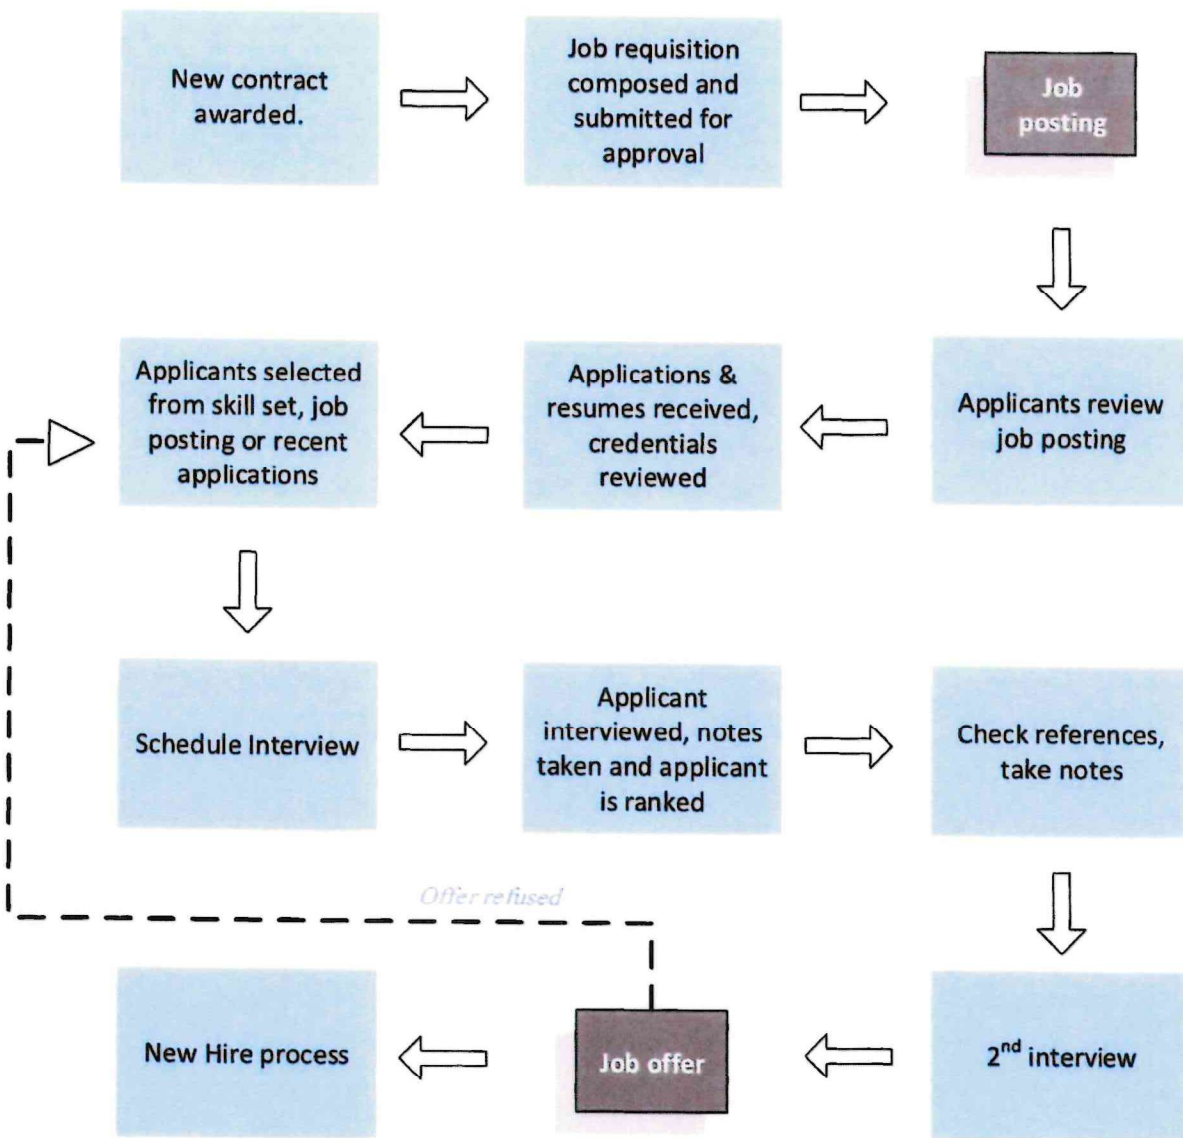 New contract
awarded.
Job requisition
composed and
submitted for
approval
Job
posting
Applicants review
job posting
Applications &
resumes received,
credentials
reviewed
Applicants selected
from skill set, job
posting or recent
applications
Schedule Interview
Applicant
interviewed, notes
taken and applicant
is ranked
Check references,
take notes
2nd interview
Job offer
Offer refused
New Hire process